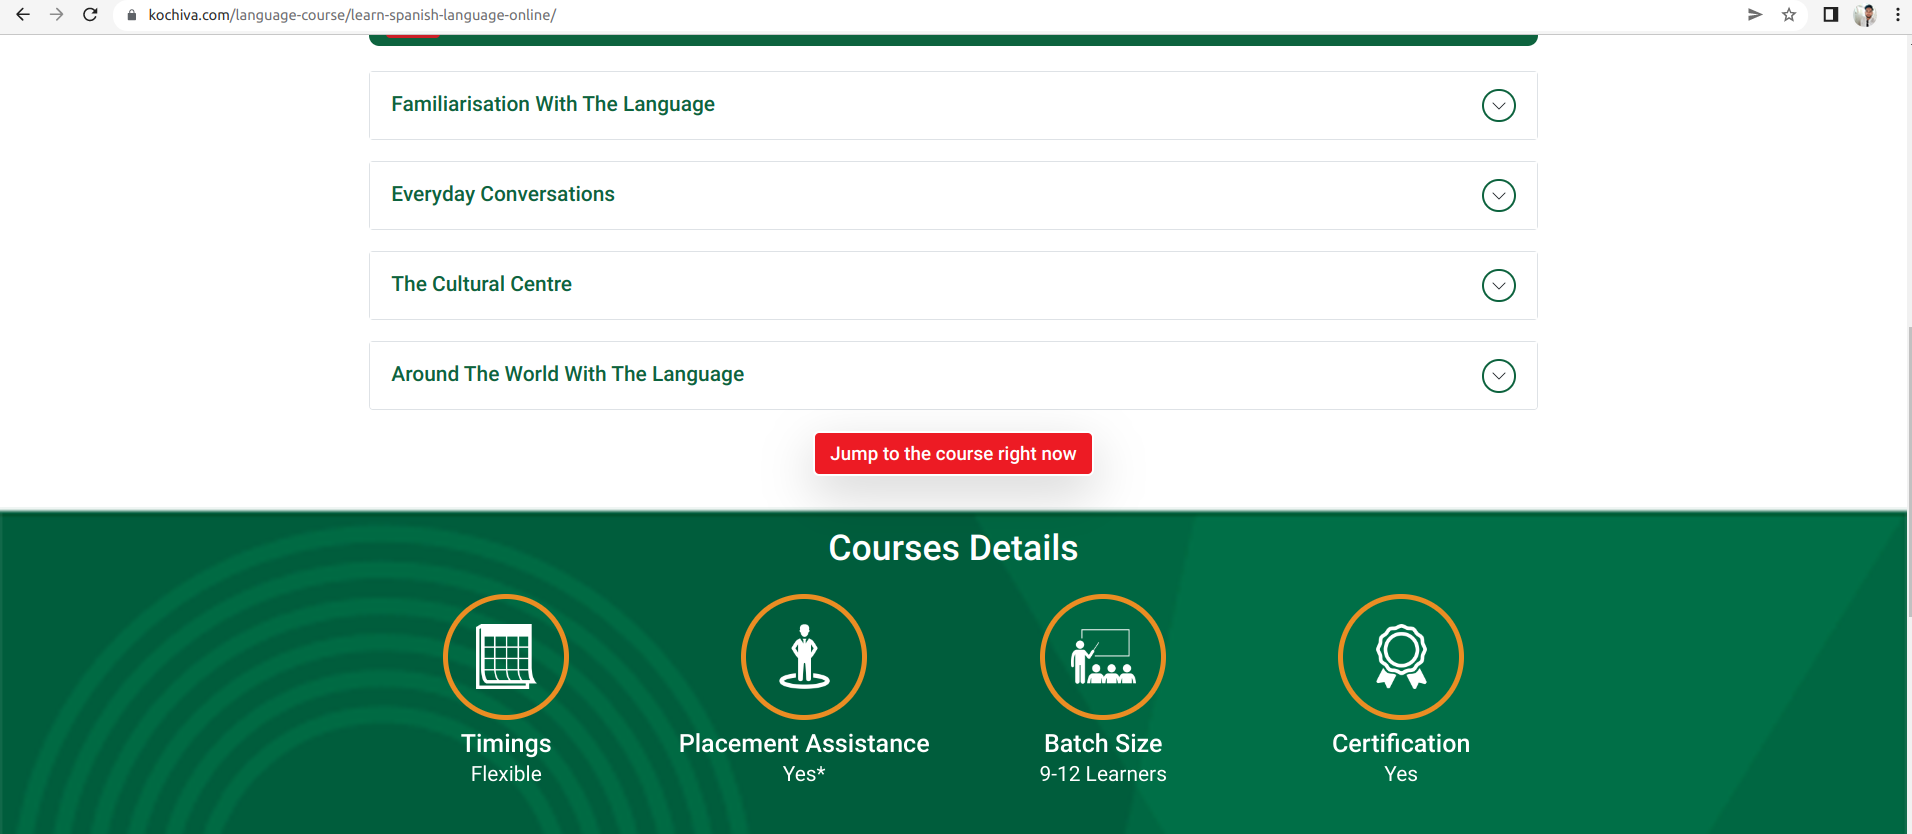 kochiva.com/language-course/learn-spanish-language-online/
Familiarisation With The Language
Everyday Conversations
The Cultural Centre
Around The World With The Language
Jump to the course right now
Courses Details
Timings
Flexible
Placement Assistance
Yes*
Batch Size
9-12 Learners
Certification
Yes